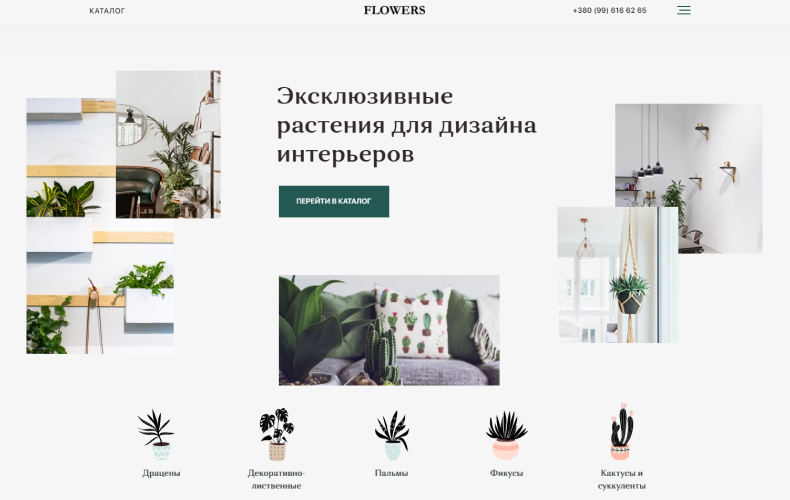 КАТАЛОГ
FLOWERS
+380 (99) 616 62 65
Эксклюзивные
растения для дизайна
интерьеров
ПЕРЕЙТИ В КАТАЛОГ
Драцены
Декоративно-
лиственные
Пальмы
Фикусы
Кактусы и
суккуленты